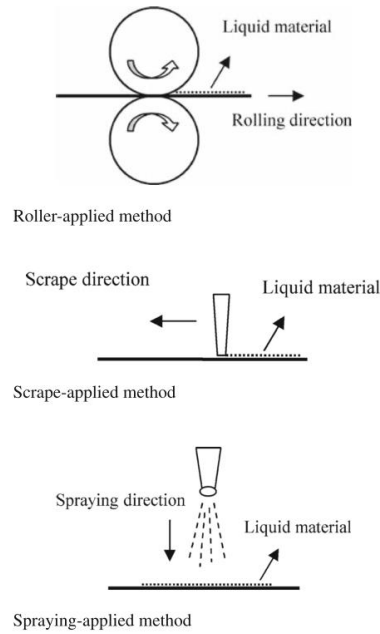 Liquid material
Rolling direction
Roller-applied method
Scrape direction
Liquid material
Scrape-applied method
Spraying direction
Liquid material
Spraying-applied method